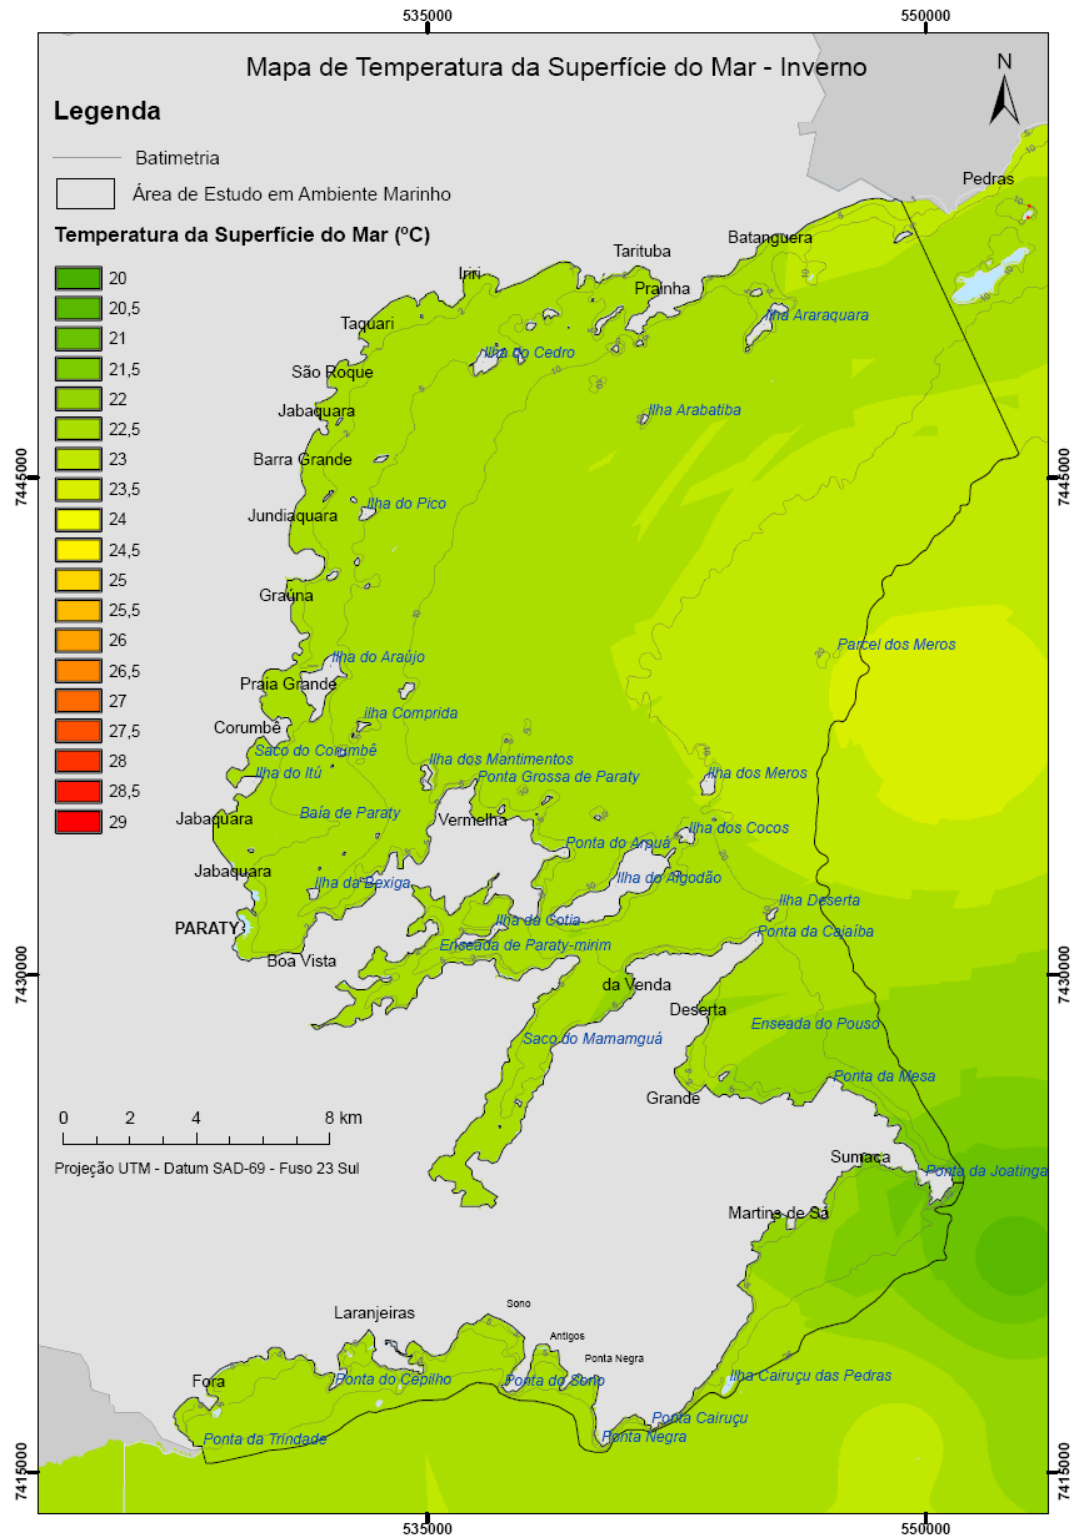 535000
550000
Mapa de Temperatura da Superfície do Mar - Inverno
N
Legenda
Batimetria
Área de Estudo em Ambiente Marinho
Temperatura da Superfície do Mar (ºC)
20
20,5
21
21,5
22
22,5
23
23,5
24
24,5
25
25,5
26
26,5
27
27,5
28
28,5
29
Pedras
Batanguera
Tarituba
Iriri
Prainha
Ilha Araraquara
Taquari
Ilha do Cedro
São Roque
Jabaquara
Ilha Arabatiba
Barra Grande
7445000
7445000
Ilha do Pico
Jundiaquara
Graúna
Parcel dos Meros
Ilha do Araújo
Praia Grande
ilha Comprida
Corumbê
Saco do Corumbê
Ilha dos Mantimentos
Ilha do Itú
Ponta Grossa de Paraty
Ilha dos Meros
Baía de Paraty
Jabaquara
Vermelha
Ilha dos Cocos
Ponta do Arpuá
Jabaquara
Ilha da Bexiga
Ilha do Algodão
Ilha Deserta
PARATY
Ilha da Cotia
Ponta da Cajaíba
Enseada de Paraty-mirim
Boa Vista
7430000
7430000
da Venda
Deserta
Enseada do Pouso
Saco do Mamamguá
Ponta da Mesa
Grande
0 2 4 8 km
Projeção UTM - Datum SAD-69 - Fuso 23 Sul
Sumaca
Ponta da Joatinga
Martins de Sá
Sono
Laranjeiras
Antigos
Ponta Negra
Fora
Ponta do Cepilho
Ponta do Sono
Ilha Cairuçu das Pedras
Ponta Cairuçu
Ponta da Trindade
Ponta Negra
7415000
7415000
535000
550000